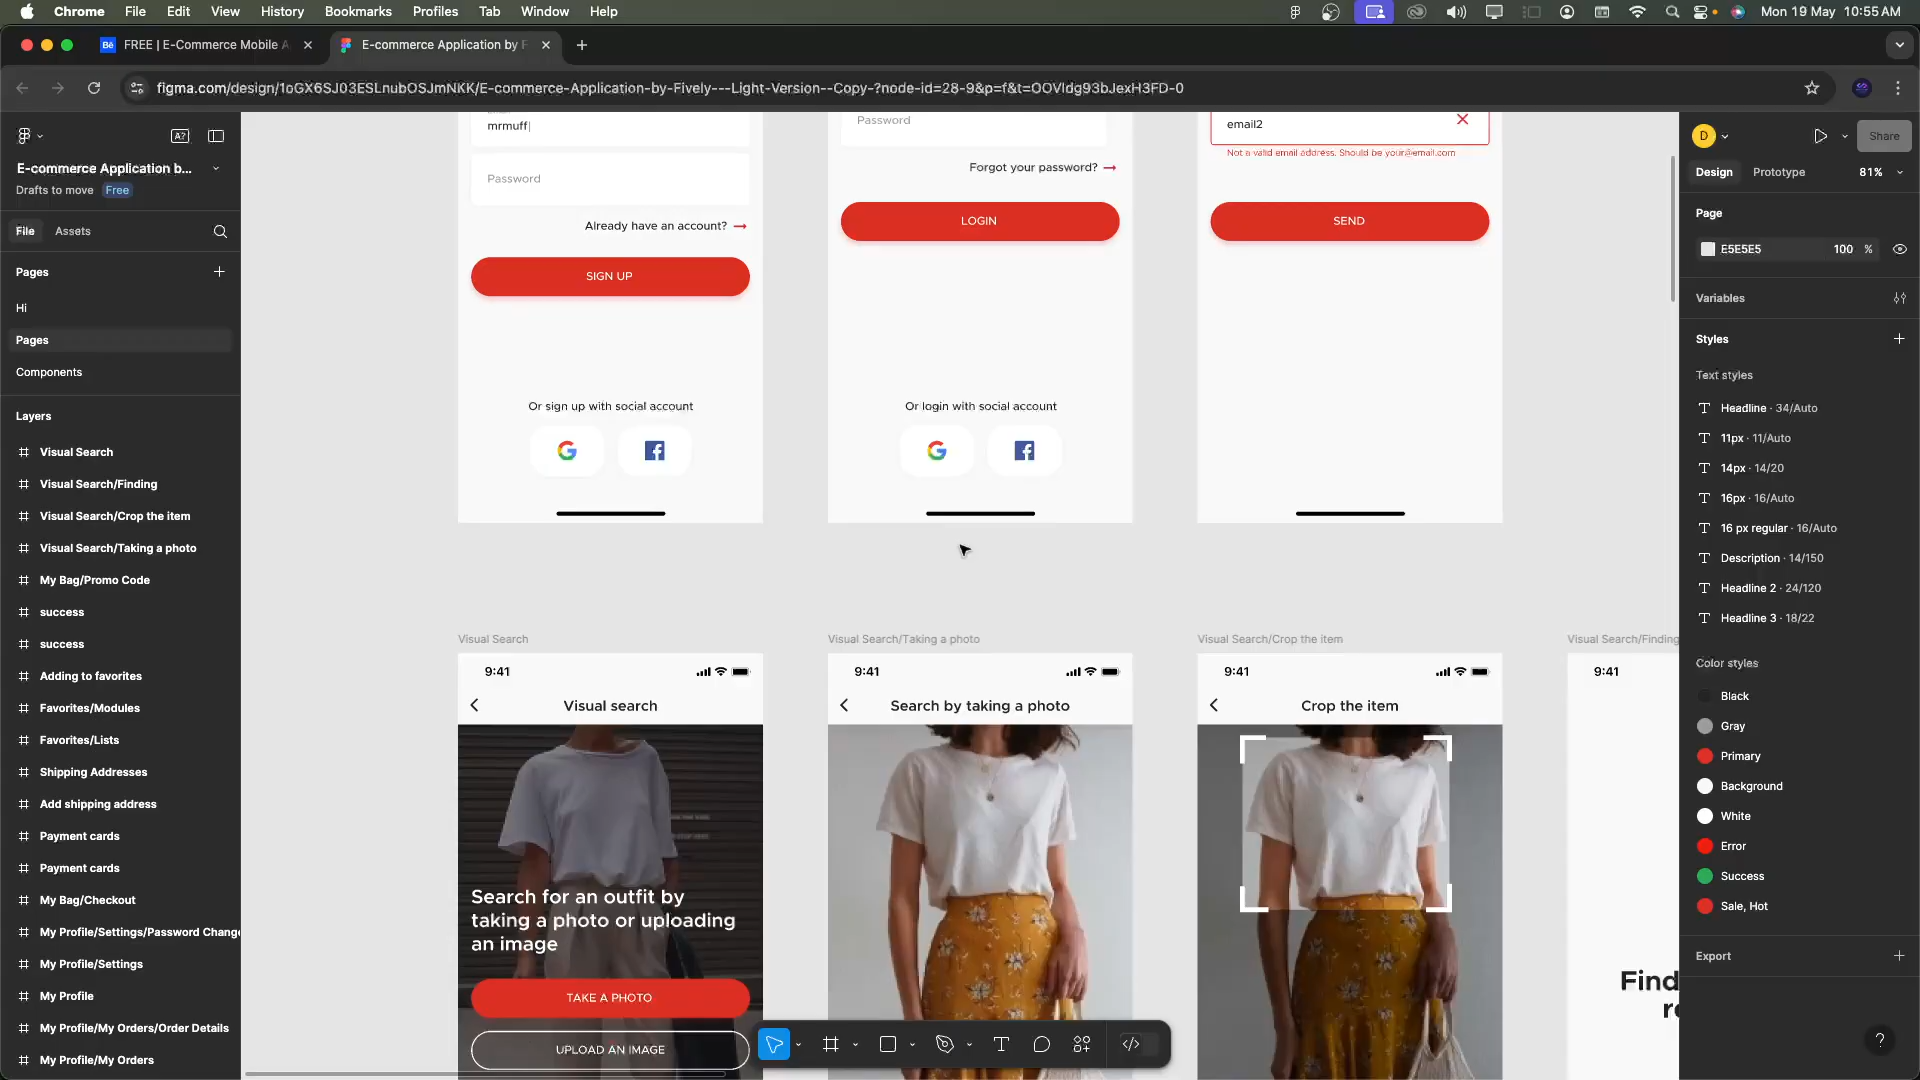 Chrome File Edit View History Bookmarks Profiles Tab Window Help
Mon 19 May 10:55 AM
FREE | E-Commerce Mobile A
E-commerce Application by F
figma.com/design/1aGX6SJ03ESLnubOSJmNKK/E-commerce-Application-by-Fively---Light-Version--Copy-?node-id=28-9&p=f&t=OOVIdg93bJexH3FD-0
E-commerce Application b...
Drafts to move Free
File Assets
Pages
Hi
Pages
Components
Layers
Visual Search
Visual Search/Finding
Visual Search/Crop the item
Visual Search/Taking a photo
My Bag/Promo Code
success
success
Adding to favorites
Favorites/Modules
Favorites/Lists
Shipping Addresses
Add shipping address
Payment cards
Payment cards
My Bag/Checkout
My Profile/Settings/Password Change
My Profile/Settings
My Profile
My Profile/My Orders/Order Details
My Profile/My Orders
mrmuff
Password
Already have an account?
SIGN UP
Or sign up with social account
Password
Forgot your password?
LOGIN
Or login with social account
email2
Not a valid email address. Should be your@email.com
SEND
Visual Search
9:41
Visual search
Search for an outfit by
taking a photo or uploading
an image
TAKE A PHOTO
UPLOAD AN IMAGE
Visual Search/Taking a photo
9:41
Search by taking a photo
Visual Search/Crop the item
9:41
Crop the item
Visual Search/Finding
9:41
Find
re
D
Share
Design Prototype 81%
Page
E5E5E5 100 %
Variables
Styles
Text styles
Headline · 34/Auto
11px · 11/Auto
14px · 14/20
16px · 16/Auto
16 px regular · 16/Auto
Description · 14/150
Headline 2 · 24/120
Headline 3 · 18/22
Color styles
Black
Gray
Primary
Background
White
Error
Success
Sale, Hot
Export
?